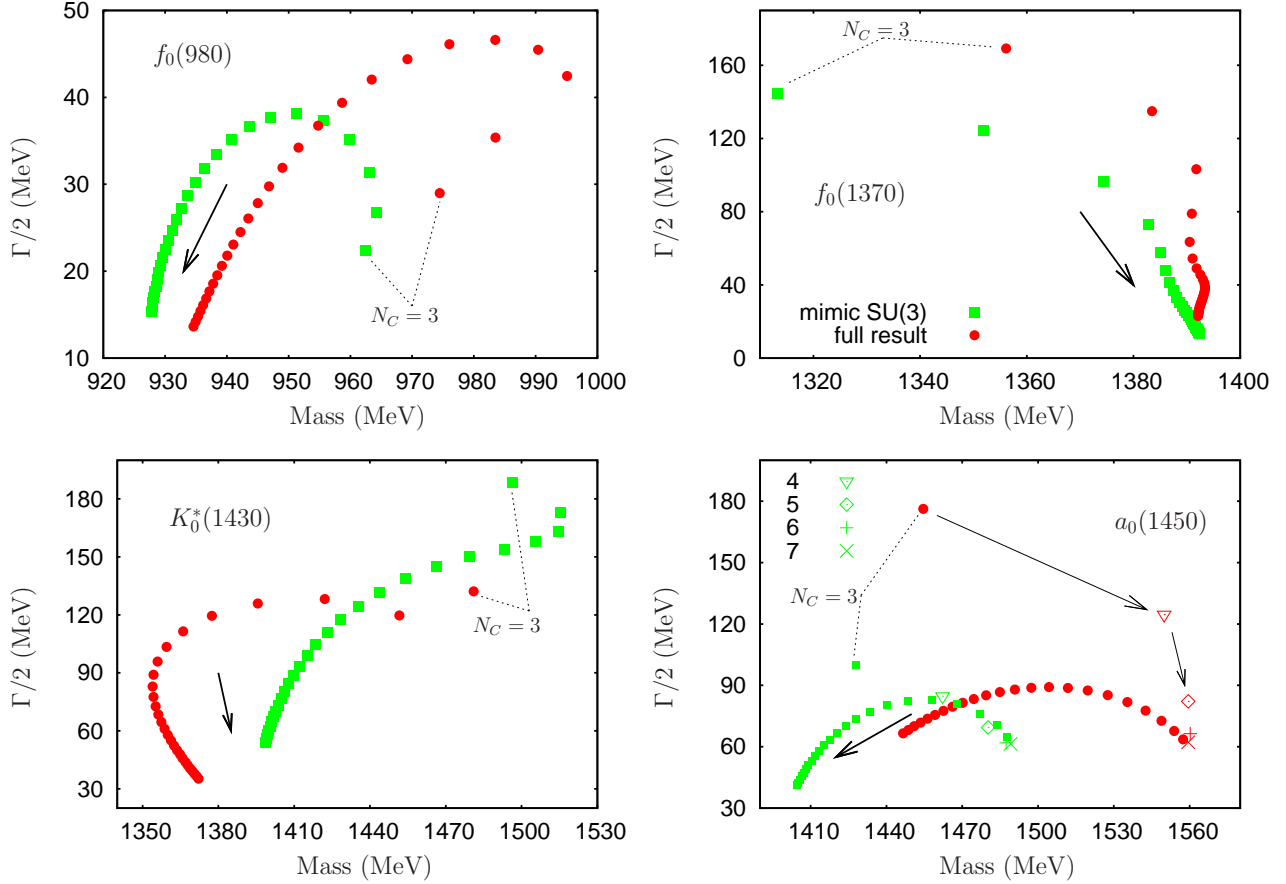 f₀(980)
Γ/2 (MeV)
50
40
30
20
10
N_C = 3
920 930 940 950 960 970 980 990 1000
Mass (MeV)
f₀(1370)
Γ/2 (MeV)
160
120
80
40
0
N_C = 3
mimic SU(3)
full result
1320 1340 1360 1380 1400
Mass (MeV)
K₀*(1430)
Γ/2 (MeV)
180
150
120
90
60
30
N_C = 3
1350 1380 1410 1440 1470 1500 1530
Mass (MeV)
4
5
6
7
a₀(1450)
Γ/2 (MeV)
180
150
120
90
60
30
N_C = 3
1410 1440 1470 1500 1530 1560
Mass (MeV)